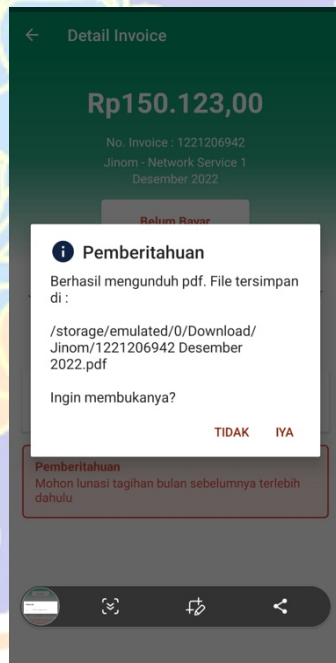 Detail Invoice
Rp150.123,00
No. Invoice : 1221206942
Jinom - Network Service 1
Desember 2022
Belum Bayar
Pemberitahuan
Berhasil mengunduh pdf. File tersimpan
di :
/storage/emulated/0/Download/
Jinom/1221206942 Desember
2022.pdf
Ingin membukanya?
TIDAK IYA
Pemberitahuan
Mohon lunasi tagihan bulan sebelumnya terlebih
dahulu